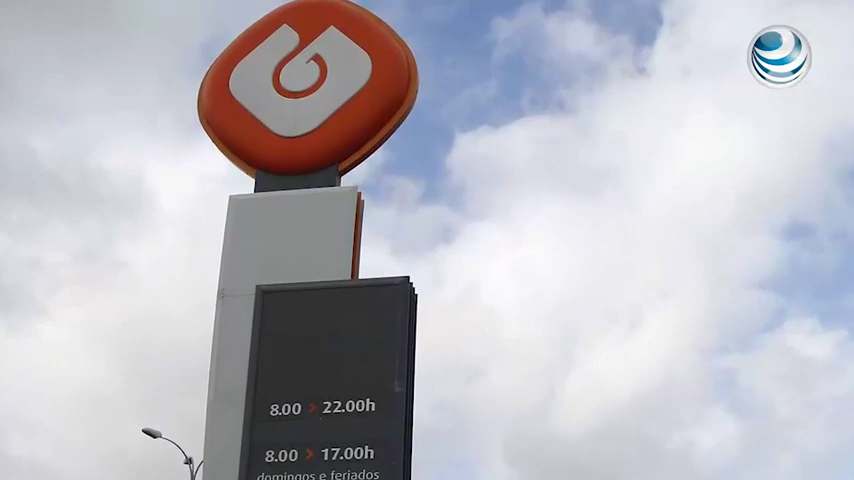 8.00 > 22.00h
8.00 > 17.00h
domingos e feriados